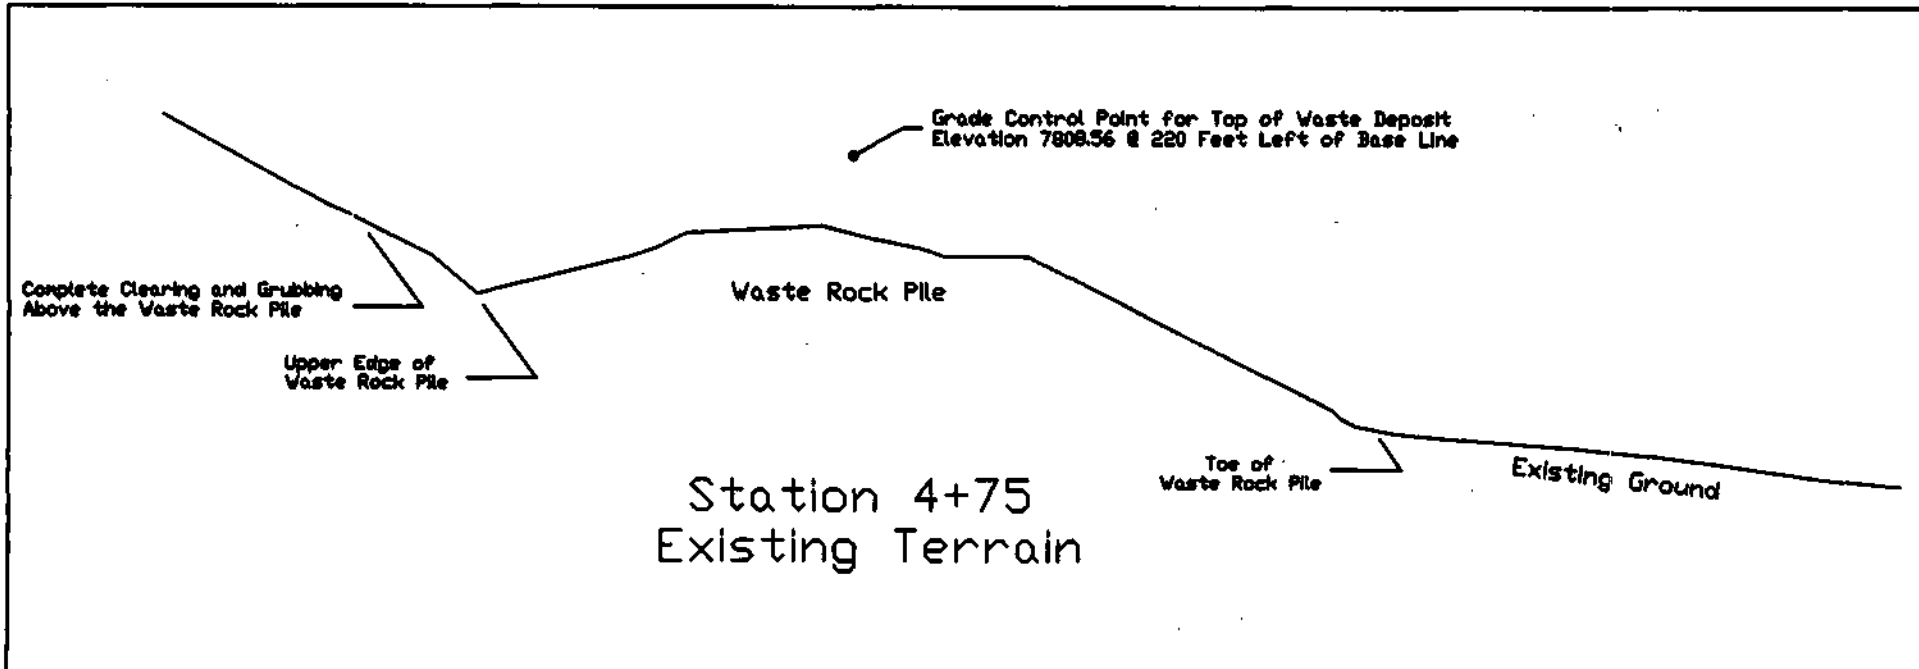 Grade Control Point for Top of Waste Deposit
Elevation 7808.56 @ 220 Feet Left of Base Line
Complete Clearing and Grubbing
Above the Waste Rock Pile
Waste Rock Pile
Upper Edge of
Waste Rock Pile
Toe of
Waste Rock Pile
Existing Ground
Station 4+75
Existing Terrain